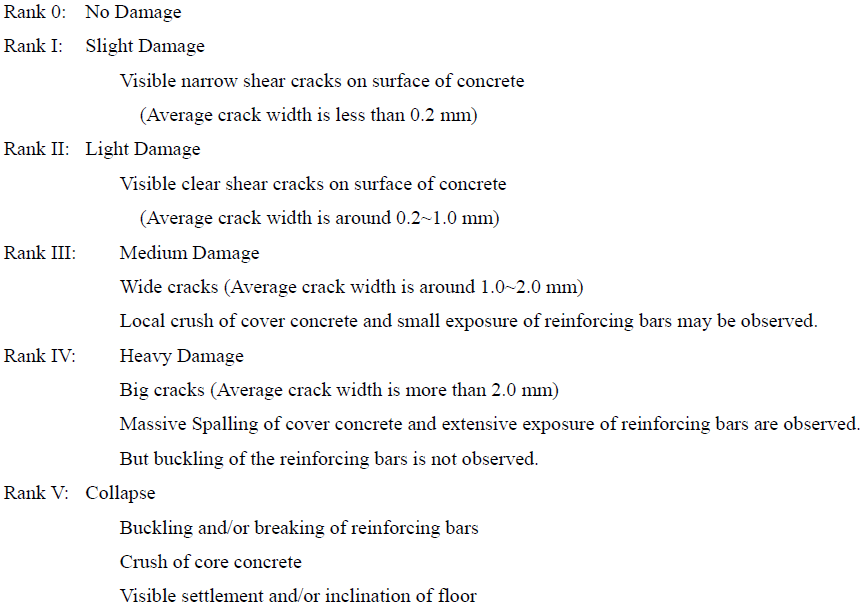 Rank 0: No Damage
Rank I: Slight Damage
Visible narrow shear cracks on surface of concrete
(Average crack width is less than 0.2 mm)
Rank II: Light Damage
Visible clear shear cracks on surface of concrete
(Average crack width is around 0.2~1.0 mm)
Rank III: Medium Damage
Wide cracks (Average crack width is around 1.0~2.0 mm)
Local crush of cover concrete and small exposure of reinforcing bars may be observed.
Rank IV: Heavy Damage
Big cracks (Average crack width is more than 2.0 mm)
Massive Spalling of cover concrete and extensive exposure of reinforcing bars are observed.
But buckling of the reinforcing bars is not observed.
Rank V: Collapse
Buckling and/or breaking of reinforcing bars
Crush of core concrete
Visible settlement and/or inclination of floor